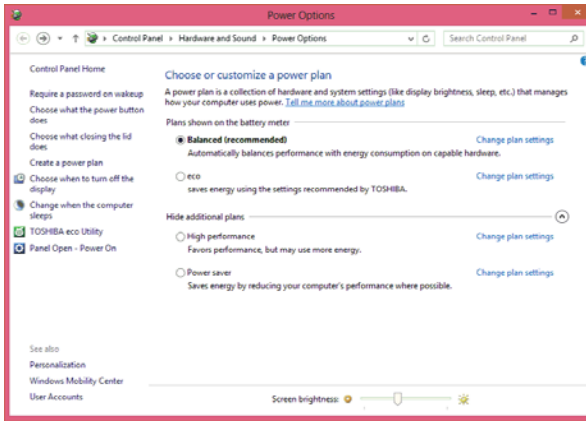 Power Options
Control Panel ▸ Hardware and Sound ▸ Power Options
Search Control Panel
Control Panel Home
Require a password on wakeup
Choose what the power button
does
Choose what closing the lid
does
Create a power plan
Choose when to turn off the
display
Change when the computer
sleeps
TOSHIBA eco Utility
Panel Open - Power On
See also
Personalization
Windows Mobility Center
User Accounts
Choose or customize a power plan
A power plan is a collection of hardware and system settings (like display brightness, sleep, etc.) that manages
how your computer uses power. Tell me more about power plans
Plans shown on the battery meter
Balanced (recommended) Change plan settings
Automatically balances performance with energy consumption on capable hardware.
eco Change plan settings
saves energy using the settings recommended by TOSHIBA.
Hide additional plans
High performance Change plan settings
Favors performance, but may use more energy.
Power saver Change plan settings
Saves energy by reducing your computer's performance where possible.
Screen brightness: